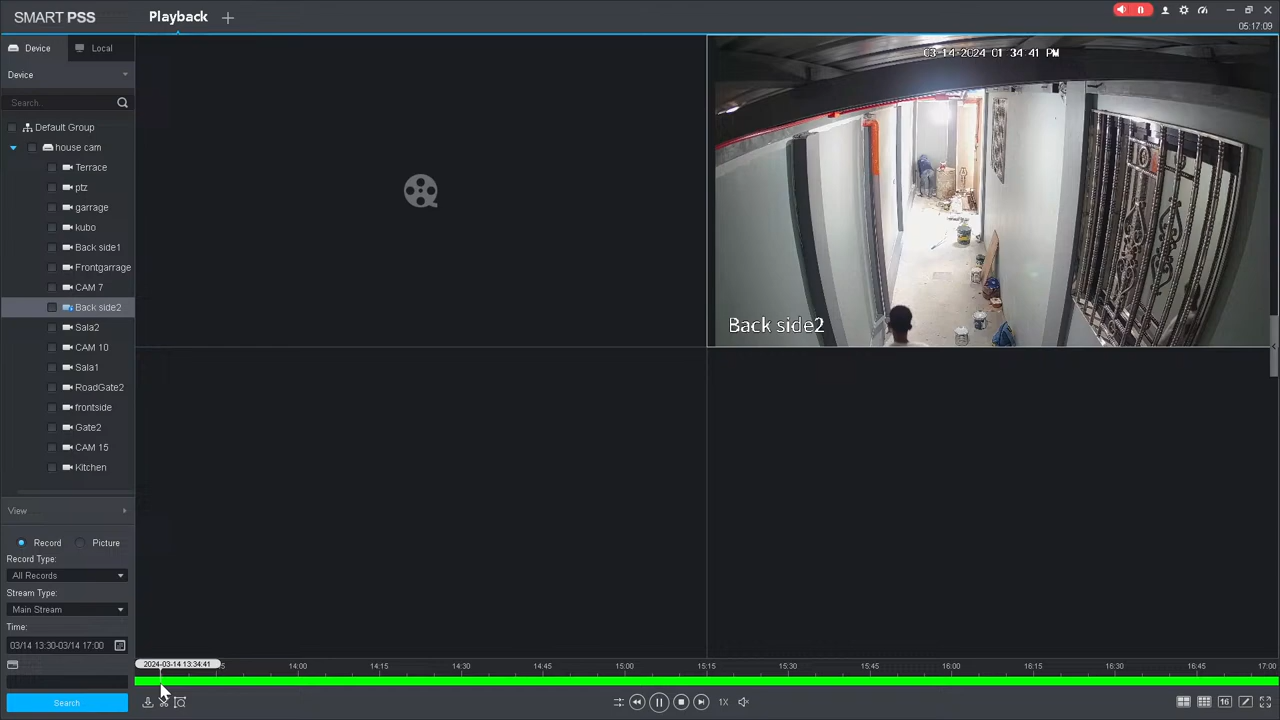 SMART PSS
Playback
05:17:09
Device
Local
Device
Search...
Default Group
house cam
Terrace
ptz
garrage
kubo
Back side1
Frontgarrage
CAM 7
Back side2
Sala2
CAM 10
Sala1
RoadGate2
frontside
Gate2
CAM 15
Kitchen
View
Record
Picture
Record Type:
All Records
Stream Type:
Main Stream
Time:
03/14 13:30-03/14 17:00
Search
03-14-2024 01 34 41 PM
Back side2
2024-03-14 13:34:41
14:00 14:15 14:30 14:45 15:00 15:15 15:30 15:45 16:00 16:15 16:30 16:45 17:00
1X
16